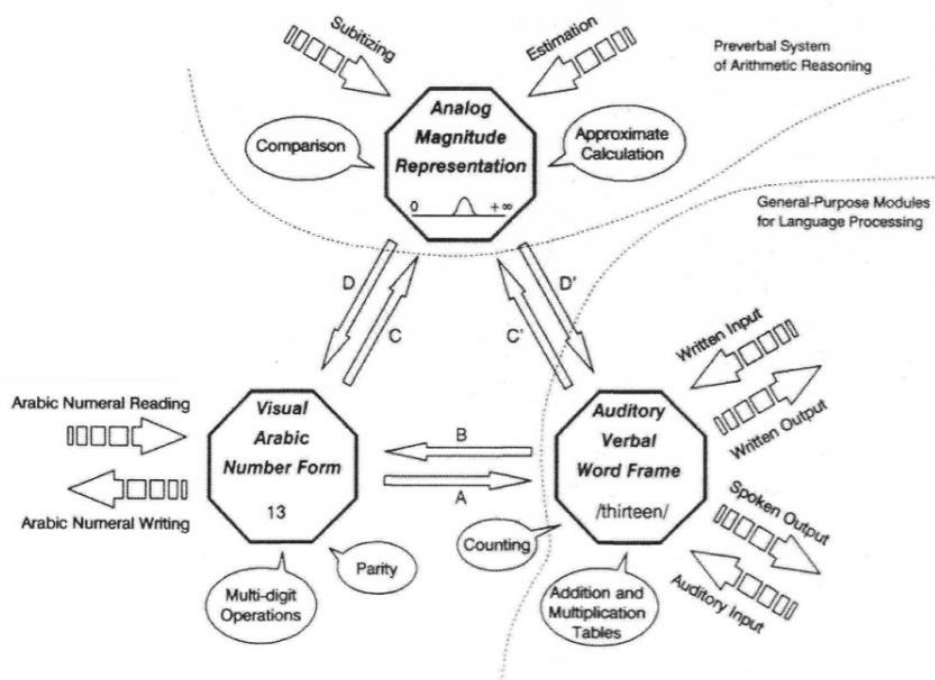 Subitizing
Estimation
Preverbal System
of Arithmetic Reasoning
Analog
Magnitude
Representation
0 +∞
Comparison
Approximate
Calculation
General-Purpose Modules
for Language Processing
D
C
D'
C'
Written Input
Written Output
Arabic Numeral Reading
Arabic Numeral Writing
Visual
Arabic
Number Form
13
B
A
Auditory
Verbal
Word Frame
/thirteen/
Spoken Output
Auditory Input
Counting
Parity
Multi-digit
Operations
Addition and
Multiplication
Tables